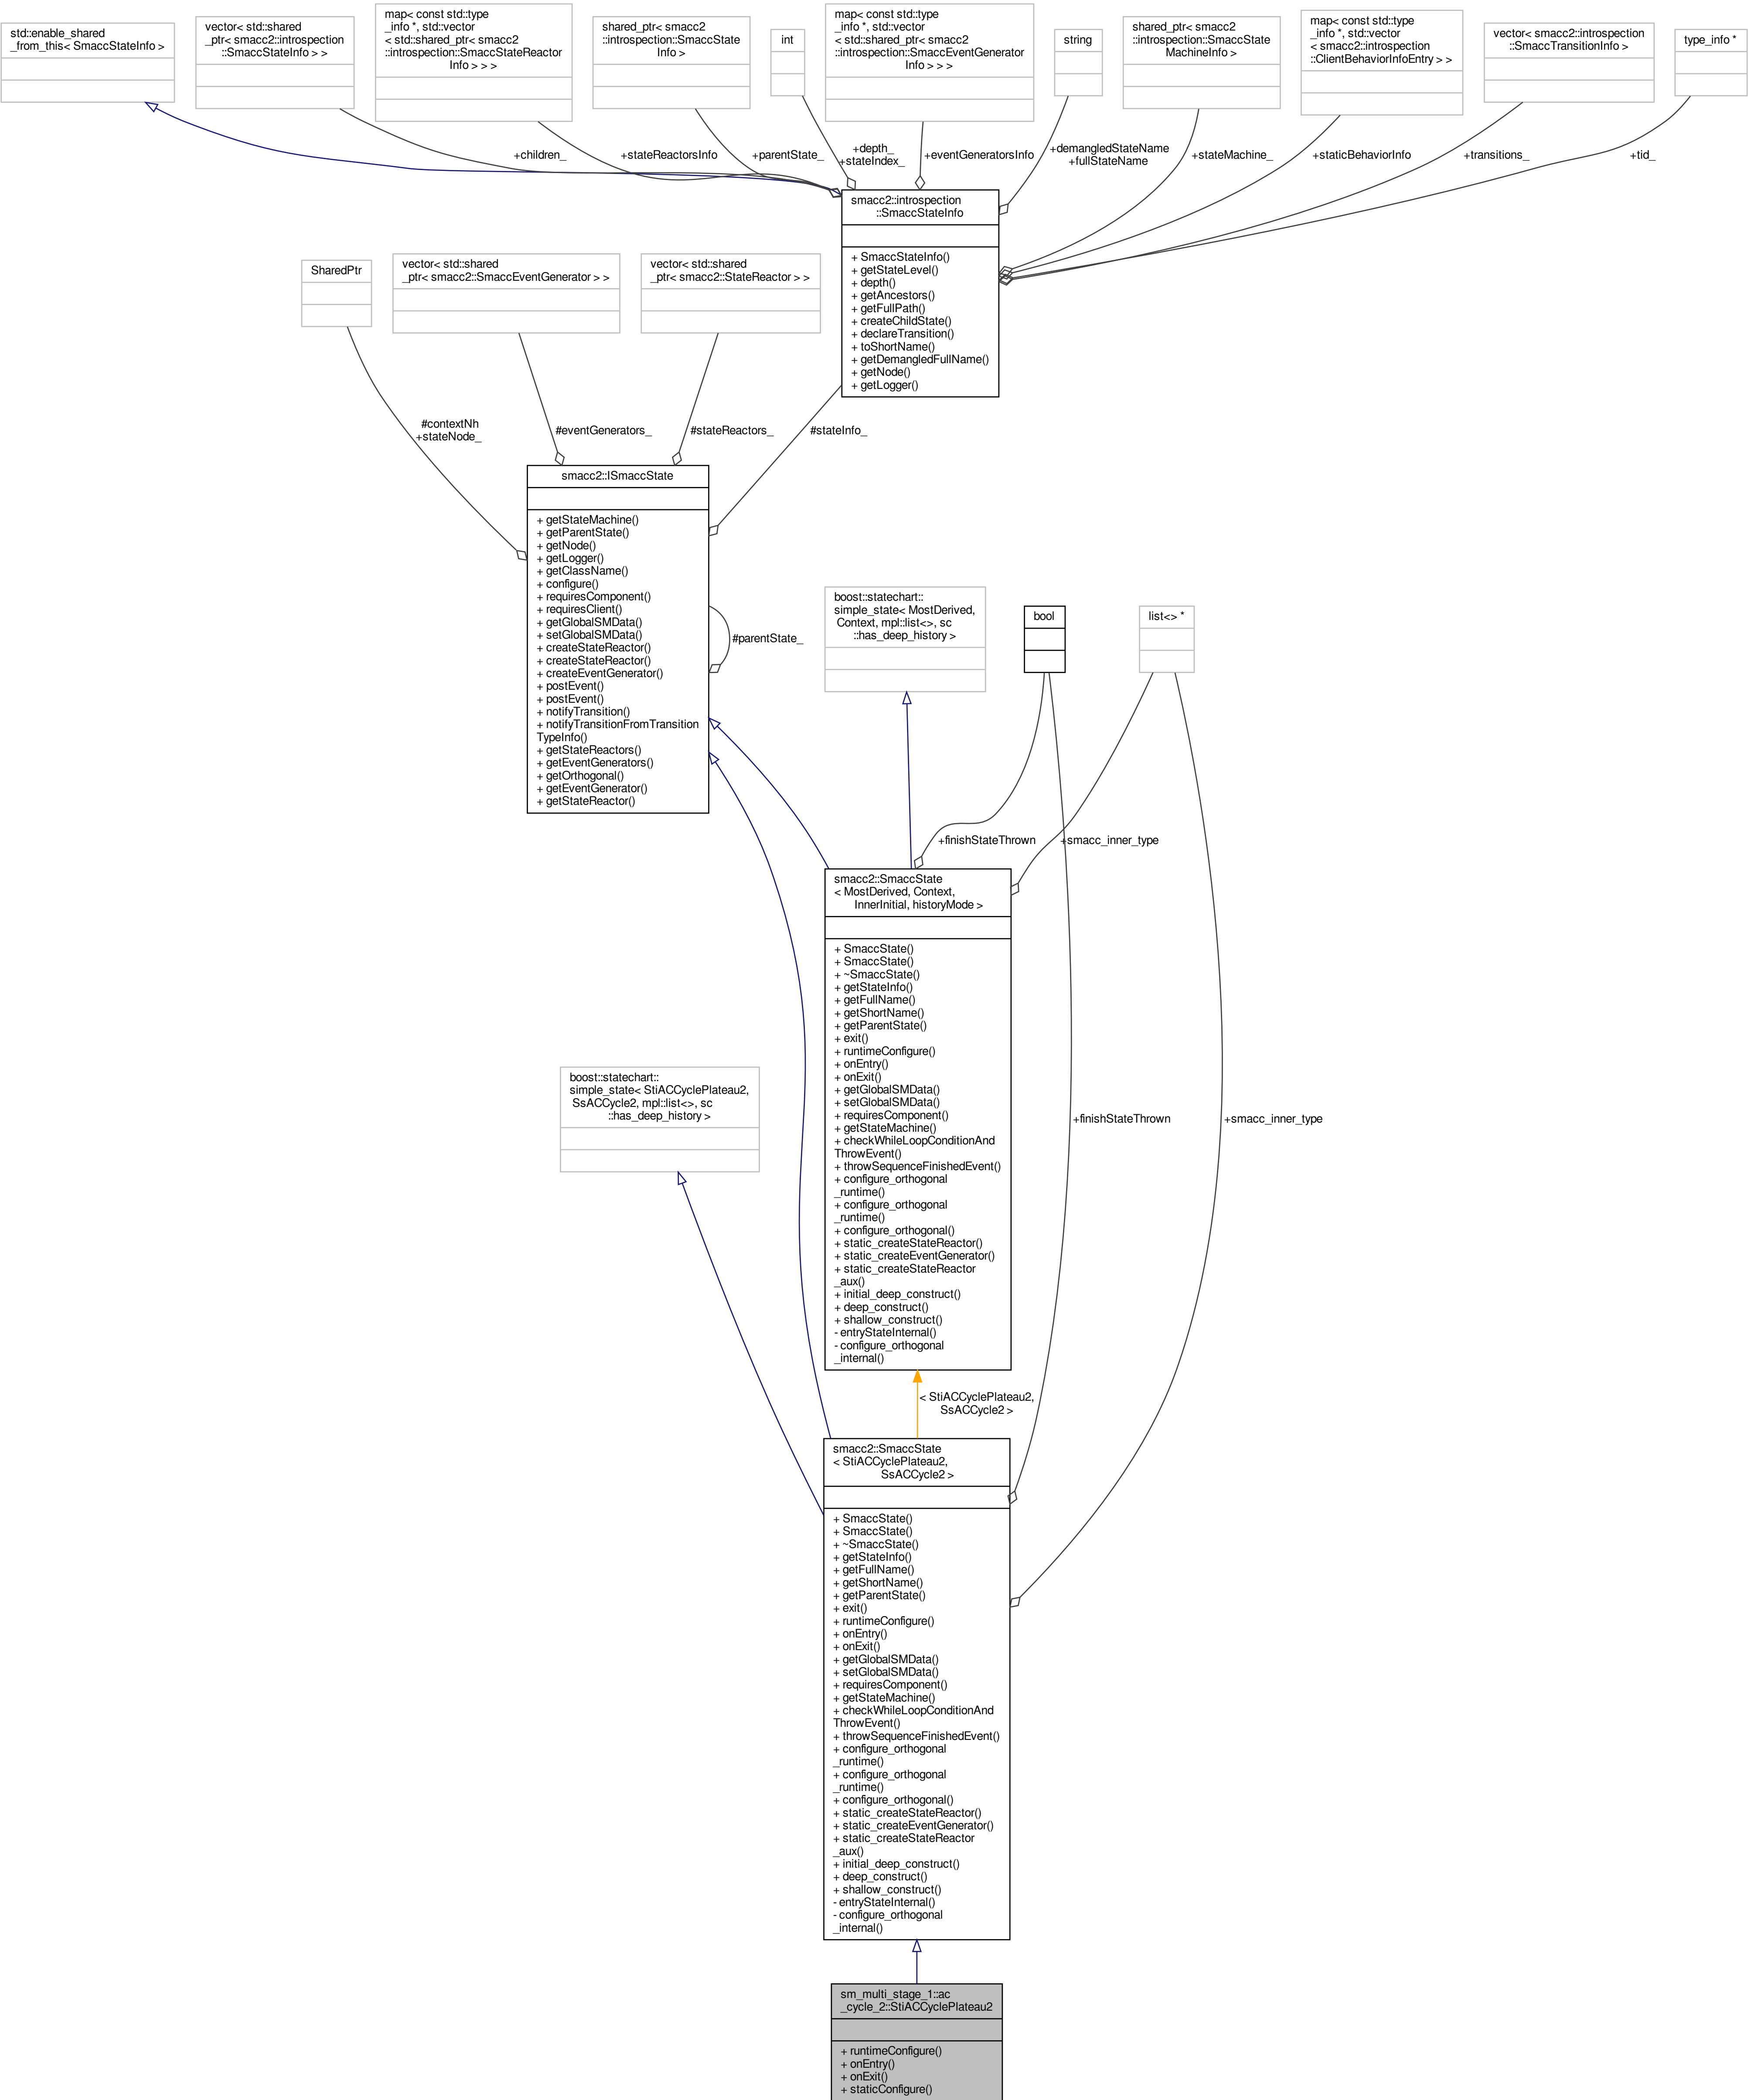 std::enable_shared
_from_this< SmaccStateInfo >
vector< std::shared
_ptr< smacc2::introspection
::SmaccStateInfo > >
map< const std::type
_info *, std::vector
< std::shared_ptr< smacc2
::introspection::SmaccStateReactor
Info > > >
shared_ptr< smacc2
::introspection::SmaccState
Info >
int
map< const std::type
_info *, std::vector
< std::shared_ptr< smacc2
::introspection::SmaccEventGenerator
Info > > >
string
shared_ptr< smacc2
::introspection::SmaccState
MachineInfo >
map< const std::type
_info *, std::vector
< smacc2::introspection
::ClientBehaviorInfoEntry > >
vector< smacc2::introspection
::SmaccTransitionInfo >
type_info *
+children_
+stateReactorsInfo
+parentState_
+depth_
+stateIndex_
+eventGeneratorsInfo
+demangledStateName
+fullStateName
+stateMachine_
+staticBehaviorInfo
+transitions_
+tid_
smacc2::introspection
::SmaccStateInfo
+ SmaccStateInfo()
+ getStateLevel()
+ depth()
+ getAncestors()
+ getFullPath()
+ createChildState()
+ declareTransition()
+ toShortName()
+ getDemangledFullName()
+ getNode()
+ getLogger()
SharedPtr
vector< std::shared
_ptr< smacc2::SmaccEventGenerator > >
vector< std::shared
_ptr< smacc2::StateReactor > >
#contextNh
+stateNode_
#eventGenerators_
#stateReactors_
#stateInfo_
smacc2::ISmaccState
+ getStateMachine()
+ getParentState()
+ getNode()
+ getLogger()
+ getClassName()
+ configure()
+ requiresComponent()
+ requiresClient()
+ getGlobalSMData()
+ setGlobalSMData()
+ createStateReactor()
+ createStateReactor()
+ createEventGenerator()
+ postEvent()
+ postEvent()
+ notifyTransition()
+ notifyTransitionFromTransition
TypeInfo()
+ getStateReactors()
+ getEventGenerators()
+ getOrthogonal()
+ getEventGenerator()
+ getStateReactor()
#parentState_
boost::statechart::
simple_state< MostDerived,
Context, mpl::list<>, sc
::has_deep_history >
bool
list<> *
+finishStateThrown
+smacc_inner_type
smacc2::SmaccState
< MostDerived, Context,
InnerInitial, historyMode >
+ SmaccState()
+ SmaccState()
+ ~SmaccState()
+ getStateInfo()
+ getFullName()
+ getShortName()
+ getParentState()
+ exit()
+ runtimeConfigure()
+ onEntry()
+ onExit()
+ getGlobalSMData()
+ setGlobalSMData()
+ requiresComponent()
+ getStateMachine()
+ checkWhileLoopConditionAnd
ThrowEvent()
+ throwSequenceFinishedEvent()
+ configure_orthogonal
_runtime()
+ configure_orthogonal
_runtime()
+ configure_orthogonal()
+ static_createStateReactor()
+ static_createEventGenerator()
+ static_createStateReactor
_aux()
+ initial_deep_construct()
+ deep_construct()
+ shallow_construct()
- entryStateInternal()
- configure_orthogonal
_internal()
boost::statechart::
simple_state< StiACCyclePlateau2,
SsACCycle2, mpl::list<>, sc
::has_deep_history >
+finishStateThrown
+smacc_inner_type
< StiACCyclePlateau2,
SsACCycle2 >
smacc2::SmaccState
< StiACCyclePlateau2,
SsACCycle2 >
+ SmaccState()
+ SmaccState()
+ ~SmaccState()
+ getStateInfo()
+ getFullName()
+ getShortName()
+ getParentState()
+ exit()
+ runtimeConfigure()
+ onEntry()
+ onExit()
+ getGlobalSMData()
+ setGlobalSMData()
+ requiresComponent()
+ getStateMachine()
+ checkWhileLoopConditionAnd
ThrowEvent()
+ throwSequenceFinishedEvent()
+ configure_orthogonal
_runtime()
+ configure_orthogonal
_runtime()
+ configure_orthogonal()
+ static_createStateReactor()
+ static_createEventGenerator()
+ static_createStateReactor
_aux()
+ initial_deep_construct()
+ deep_construct()
+ shallow_construct()
- entryStateInternal()
- configure_orthogonal
_internal()
sm_multi_stage_1::ac
_cycle_2::StiACCyclePlateau2
+ runtimeConfigure()
+ onEntry()
+ onExit()
+ staticConfigure()